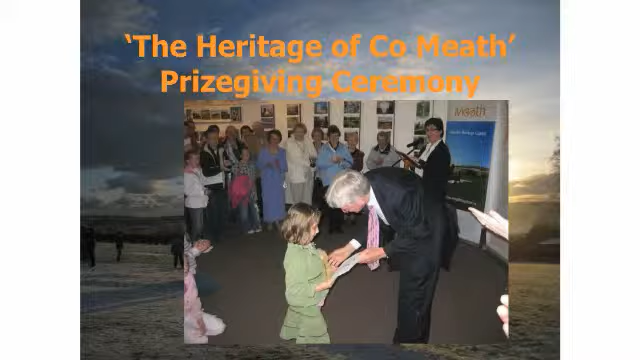 ‘The Heritage of Co Meath’
Prizegiving Ceremony
Meath